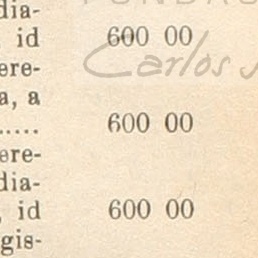 dia-
id 600 00
ere-
a, a
..... 600 00
ere-
dia-
, id 600 00
gis-
Carlos